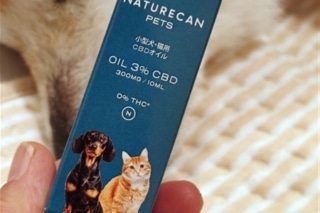 NATURECAN
PETS
小型犬・猫用
CBDオイル
OIL 3% CBD
300MG / 10ML
0% THC*
N